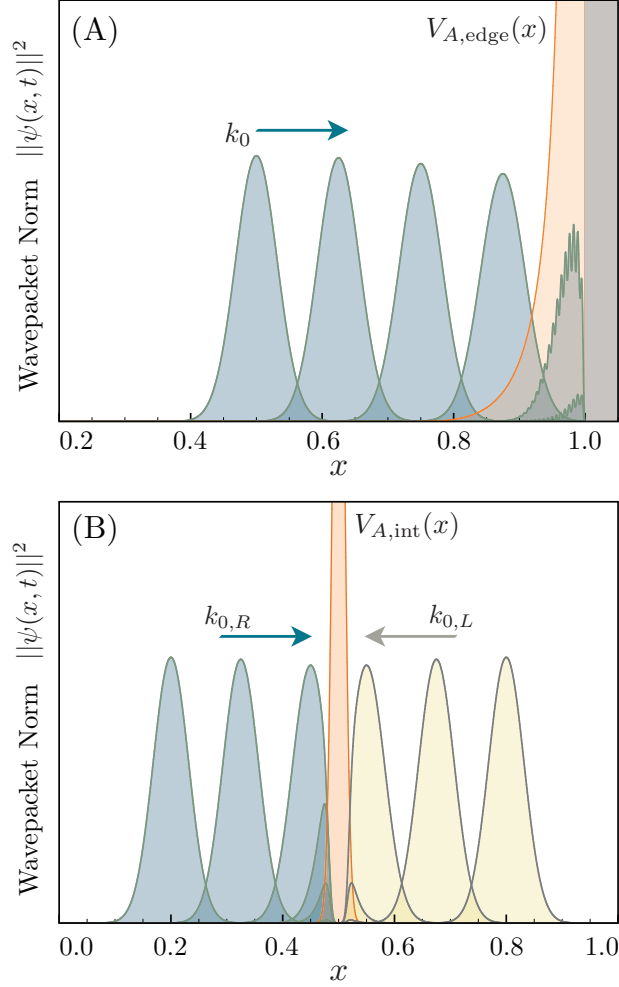 (A)
V_{A,edge}(x)
k_0
Wavepacket Norm ||ψ(x, t)||^2
0.2 0.4 0.6 0.8 1.0
x
(B)
V_{A,int}(x)
k_{0,R}
k_{0,L}
Wavepacket Norm ||ψ(x, t)||^2
0.0 0.2 0.4 0.6 0.8 1.0
x